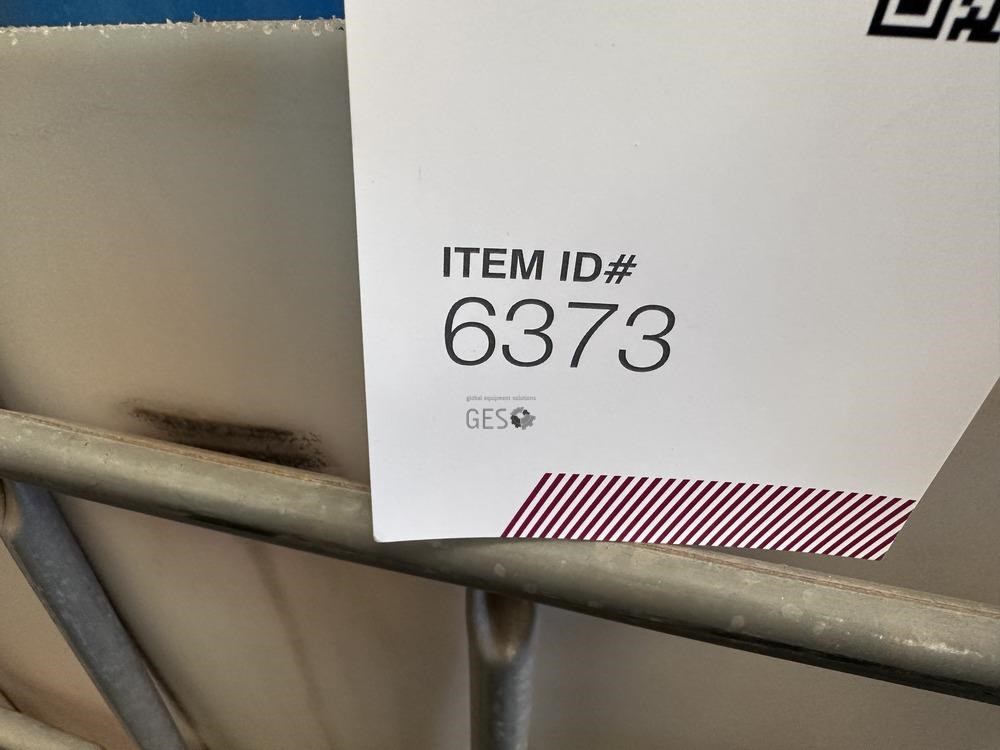 ITEM ID#
6373
global equipment solutions
GES